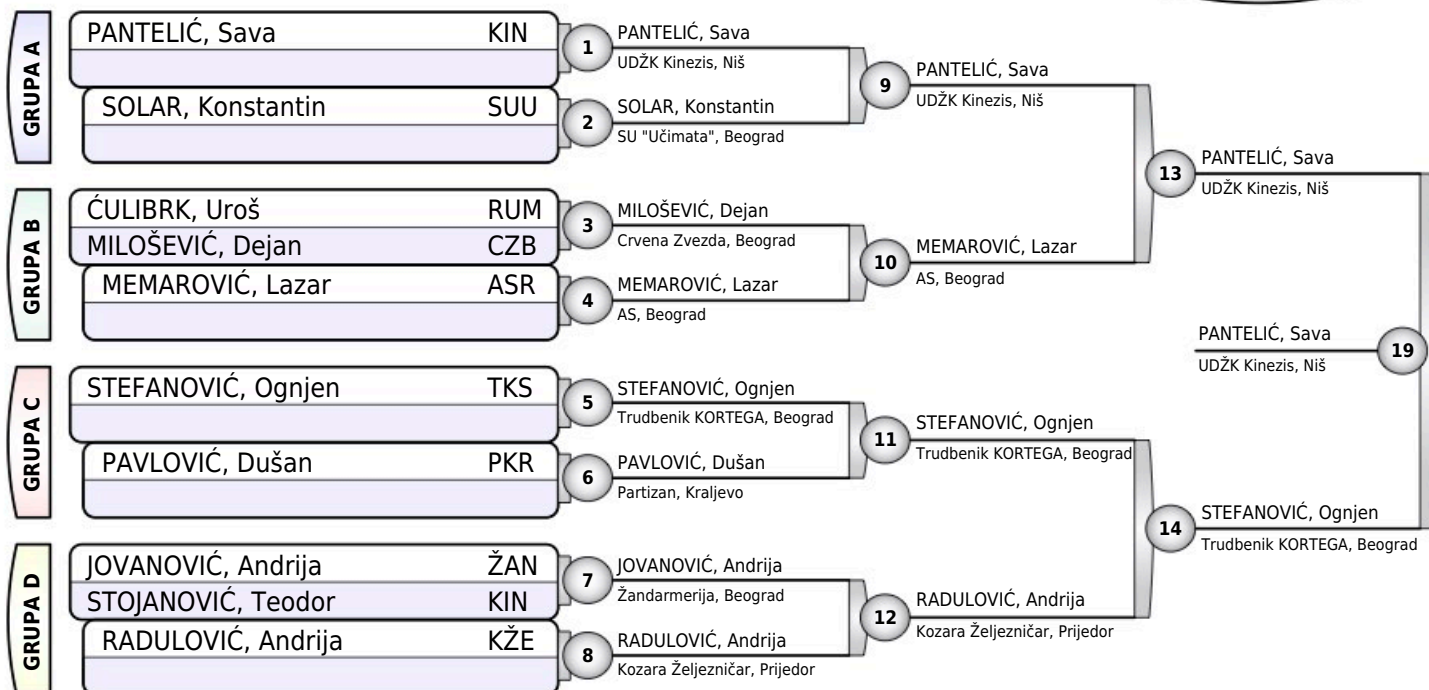 GRUPA A
PANTELIĆ, Sava KIN
SOLAR, Konstantin SUU
1
PANTELIĆ, Sava
UDŽK Kinezis, Niš
2
SOLAR, Konstantin
SU "Učimata", Beograd
9
PANTELIĆ, Sava
UDŽK Kinezis, Niš
GRUPA B
ĆULIBRK, Uroš RUM
MILOŠEVIĆ, Dejan CZB
MEMAROVIĆ, Lazar ASR
3
MILOŠEVIĆ, Dejan
Crvena Zvezda, Beograd
4
MEMAROVIĆ, Lazar
AS, Beograd
10
MEMAROVIĆ, Lazar
AS, Beograd
13
PANTELIĆ, Sava
UDŽK Kinezis, Niš
GRUPA C
STEFANOVIĆ, Ognjen TKS
PAVLOVIĆ, Dušan PKR
5
STEFANOVIĆ, Ognjen
Trudbenik KORTEGA, Beograd
6
PAVLOVIĆ, Dušan
Partizan, Kraljevo
11
STEFANOVIĆ, Ognjen
Trudbenik KORTEGA, Beograd
GRUPA D
JOVANOVIĆ, Andrija ŽAN
STOJANOVIĆ, Teodor KIN
RADULOVIĆ, Andrija KŽE
7
JOVANOVIĆ, Andrija
Žandarmerija, Beograd
8
RADULOVIĆ, Andrija
Kozara Željezničar, Prijedor
12
RADULOVIĆ, Andrija
Kozara Željezničar, Prijedor
14
STEFANOVIĆ, Ognjen
Trudbenik KORTEGA, Beograd
PANTELIĆ, Sava
UDŽK Kinezis, Niš
19